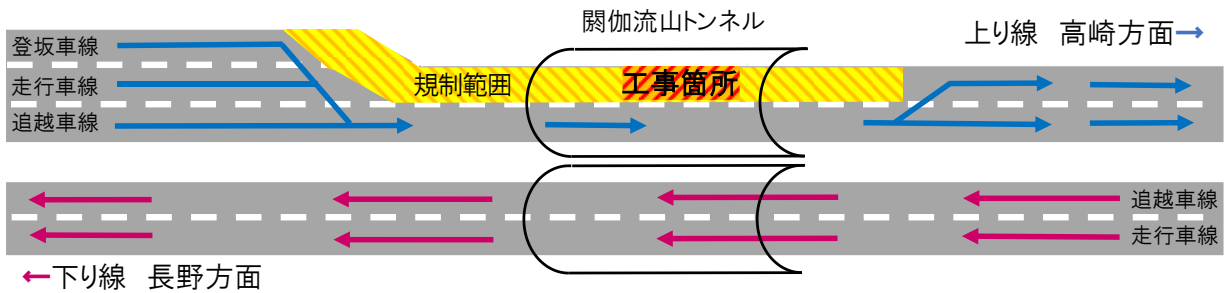 閼伽流山トンネル
上り線 高崎方面→
登坂車線
走行車線
追越車線
規制範囲
工事箇所
追越車線
走行車線
←下り線 長野方面